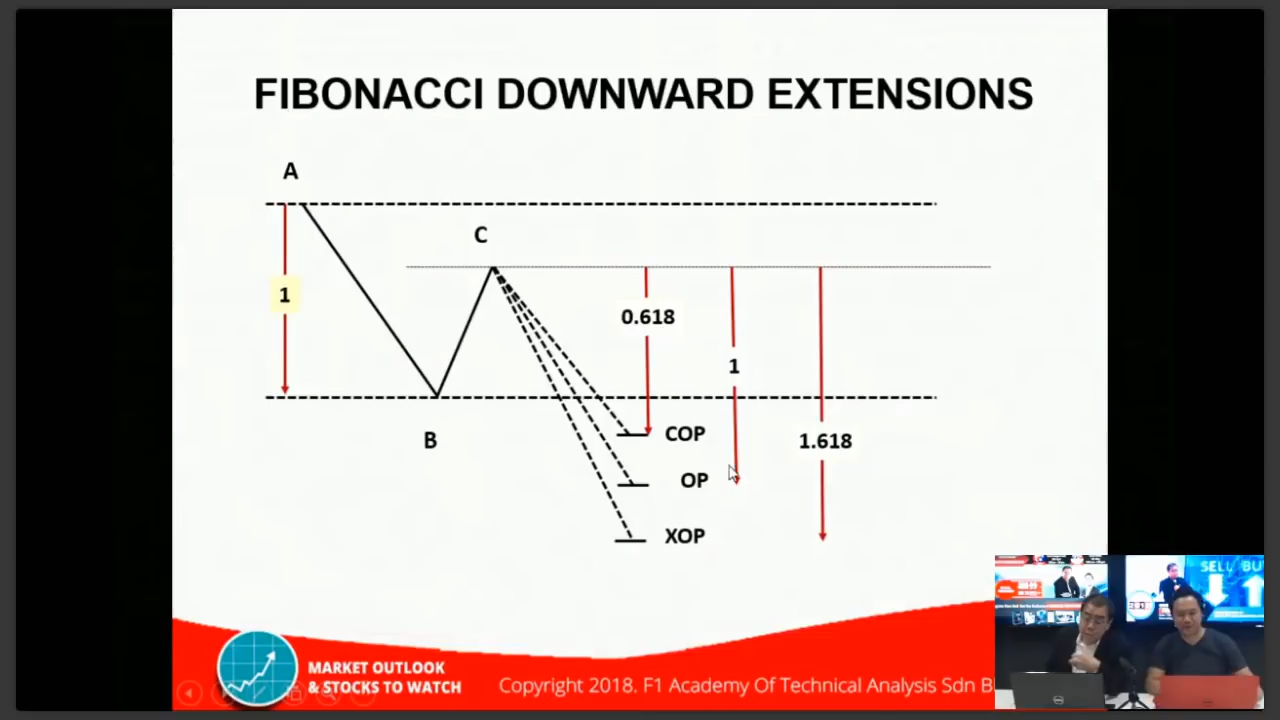 FIBONACCI DOWNWARD EXTENSIONS
A
C
1
0.618
1
B
COP
1.618
OP
XOP
SELL BU
MARKET OUTLOOK
& STOCKS TO WATCH
Copyright 2018. F1 Academy Of Technical Analysis Sdn B